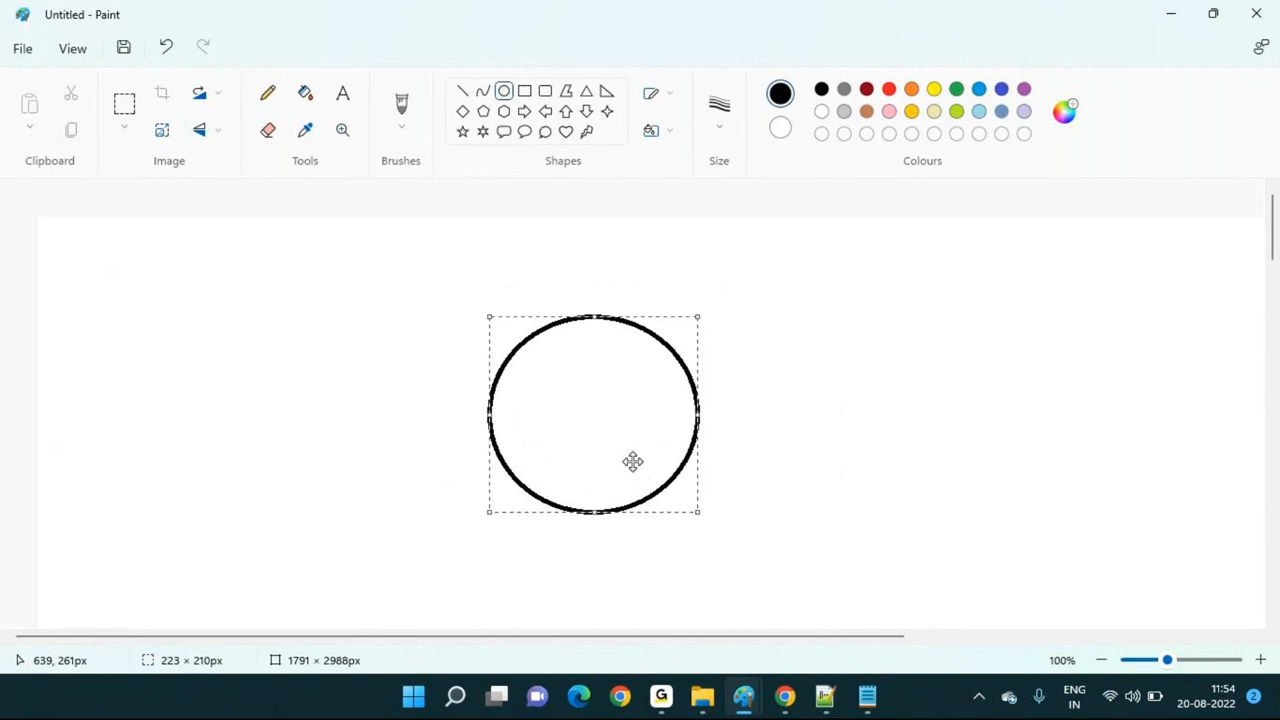 Untitled - Paint
File View
A
Clipboard Image Tools Brushes Shapes Size Colours
639, 261px 223 × 210px 1791 × 2988px 100%
G
ENG
IN
11:54
20-08-2022
2